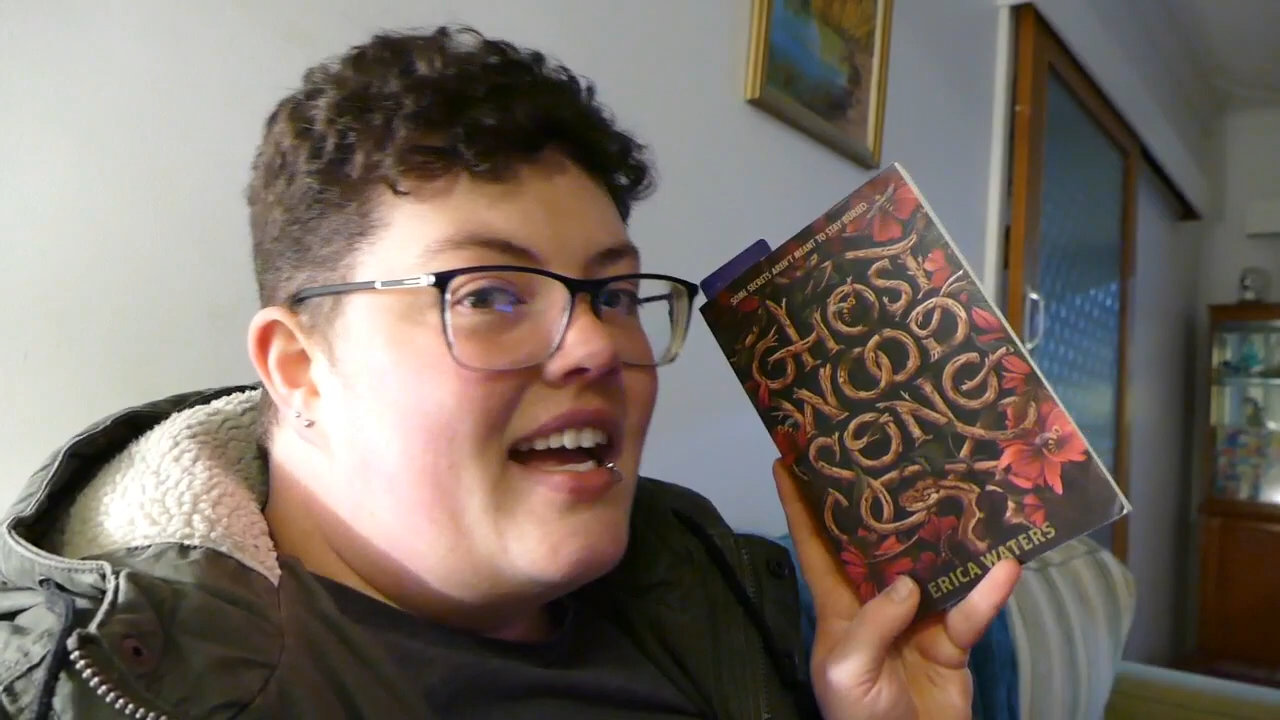 SOME SECRETS AREN'T MEANT TO STAY BURIED.
GHOST
WOOD
SONG
ERICA WATERS